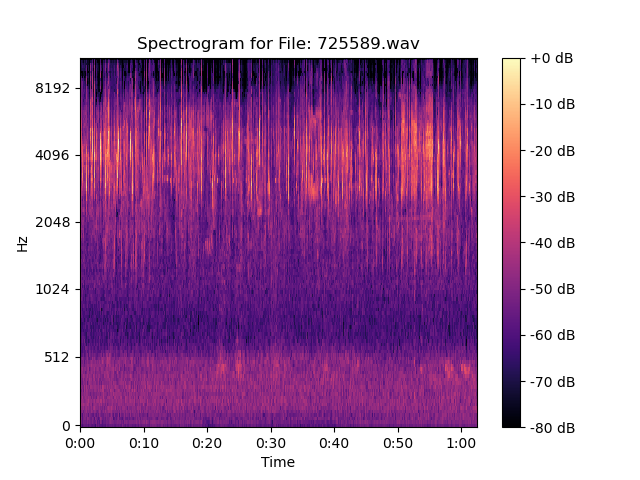 Spectrogram for File: 725589.wav
Hz
8192
4096
2048
1024
512
0
0:00 0:10 0:20 0:30 0:40 0:50 1:00
Time
+0 dB
-10 dB
-20 dB
-30 dB
-40 dB
-50 dB
-60 dB
-70 dB
-80 dB